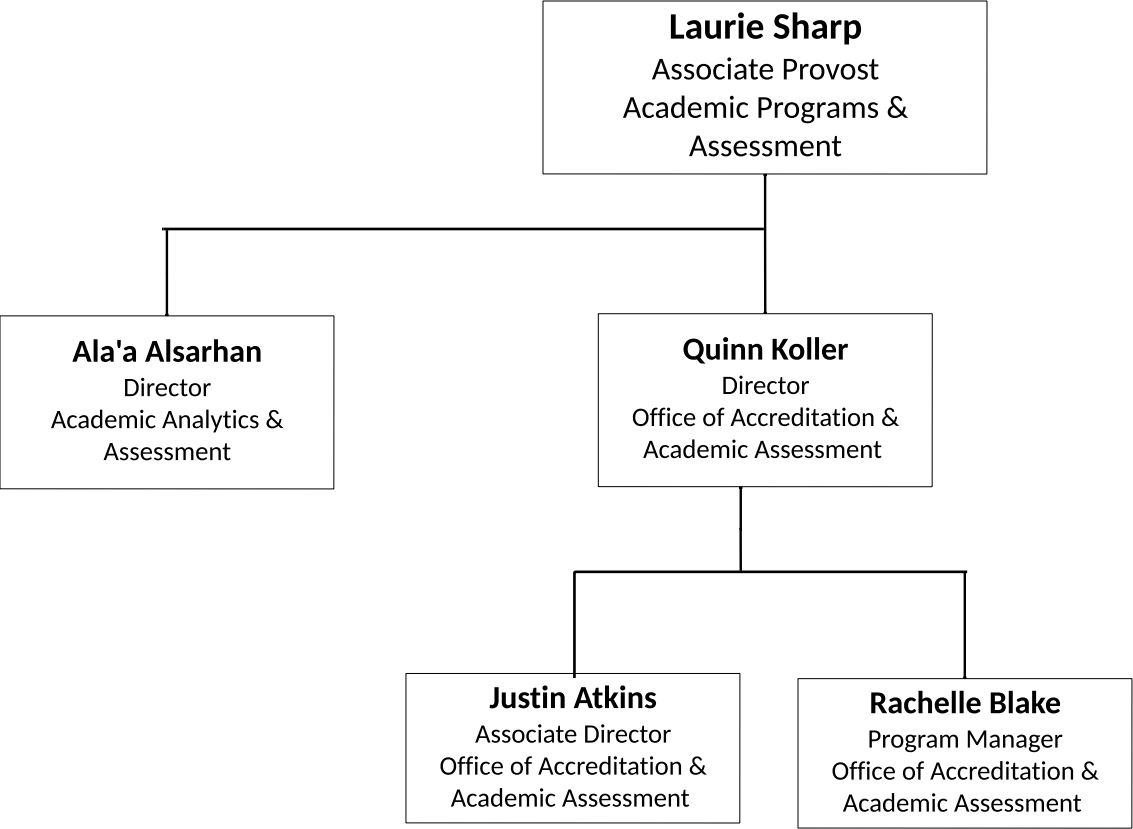 Laurie Sharp
Associate Provost
Academic Programs &
Assessment
Ala'a Alsarhan
Director
Academic Analytics &
Assessment
Quinn Koller
Director
Office of Accreditation &
Academic Assessment
Justin Atkins
Associate Director
Office of Accreditation &
Academic Assessment
Rachelle Blake
Program Manager
Office of Accreditation &
Academic Assessment